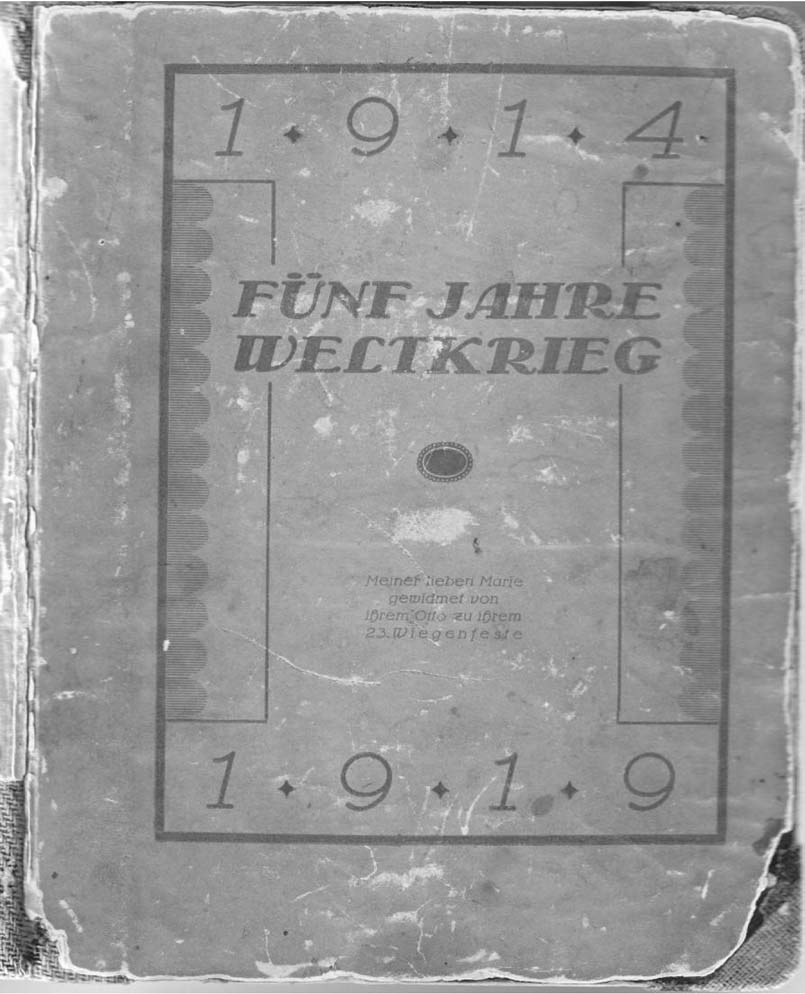 1 · 9 · 1 · 4
FÜNF JAHRE
WELTKRIEG
Meiner lieben Marie
gewidmet von
ihrem Otto zu ihrem
23. Wiegenfeste
1 · 9 · 1 · 9